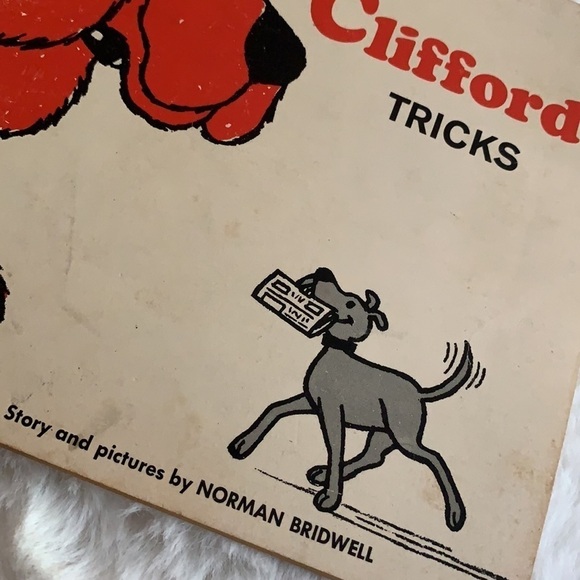 Clifford
TRICKS
Story and pictures by NORMAN BRIDWELL